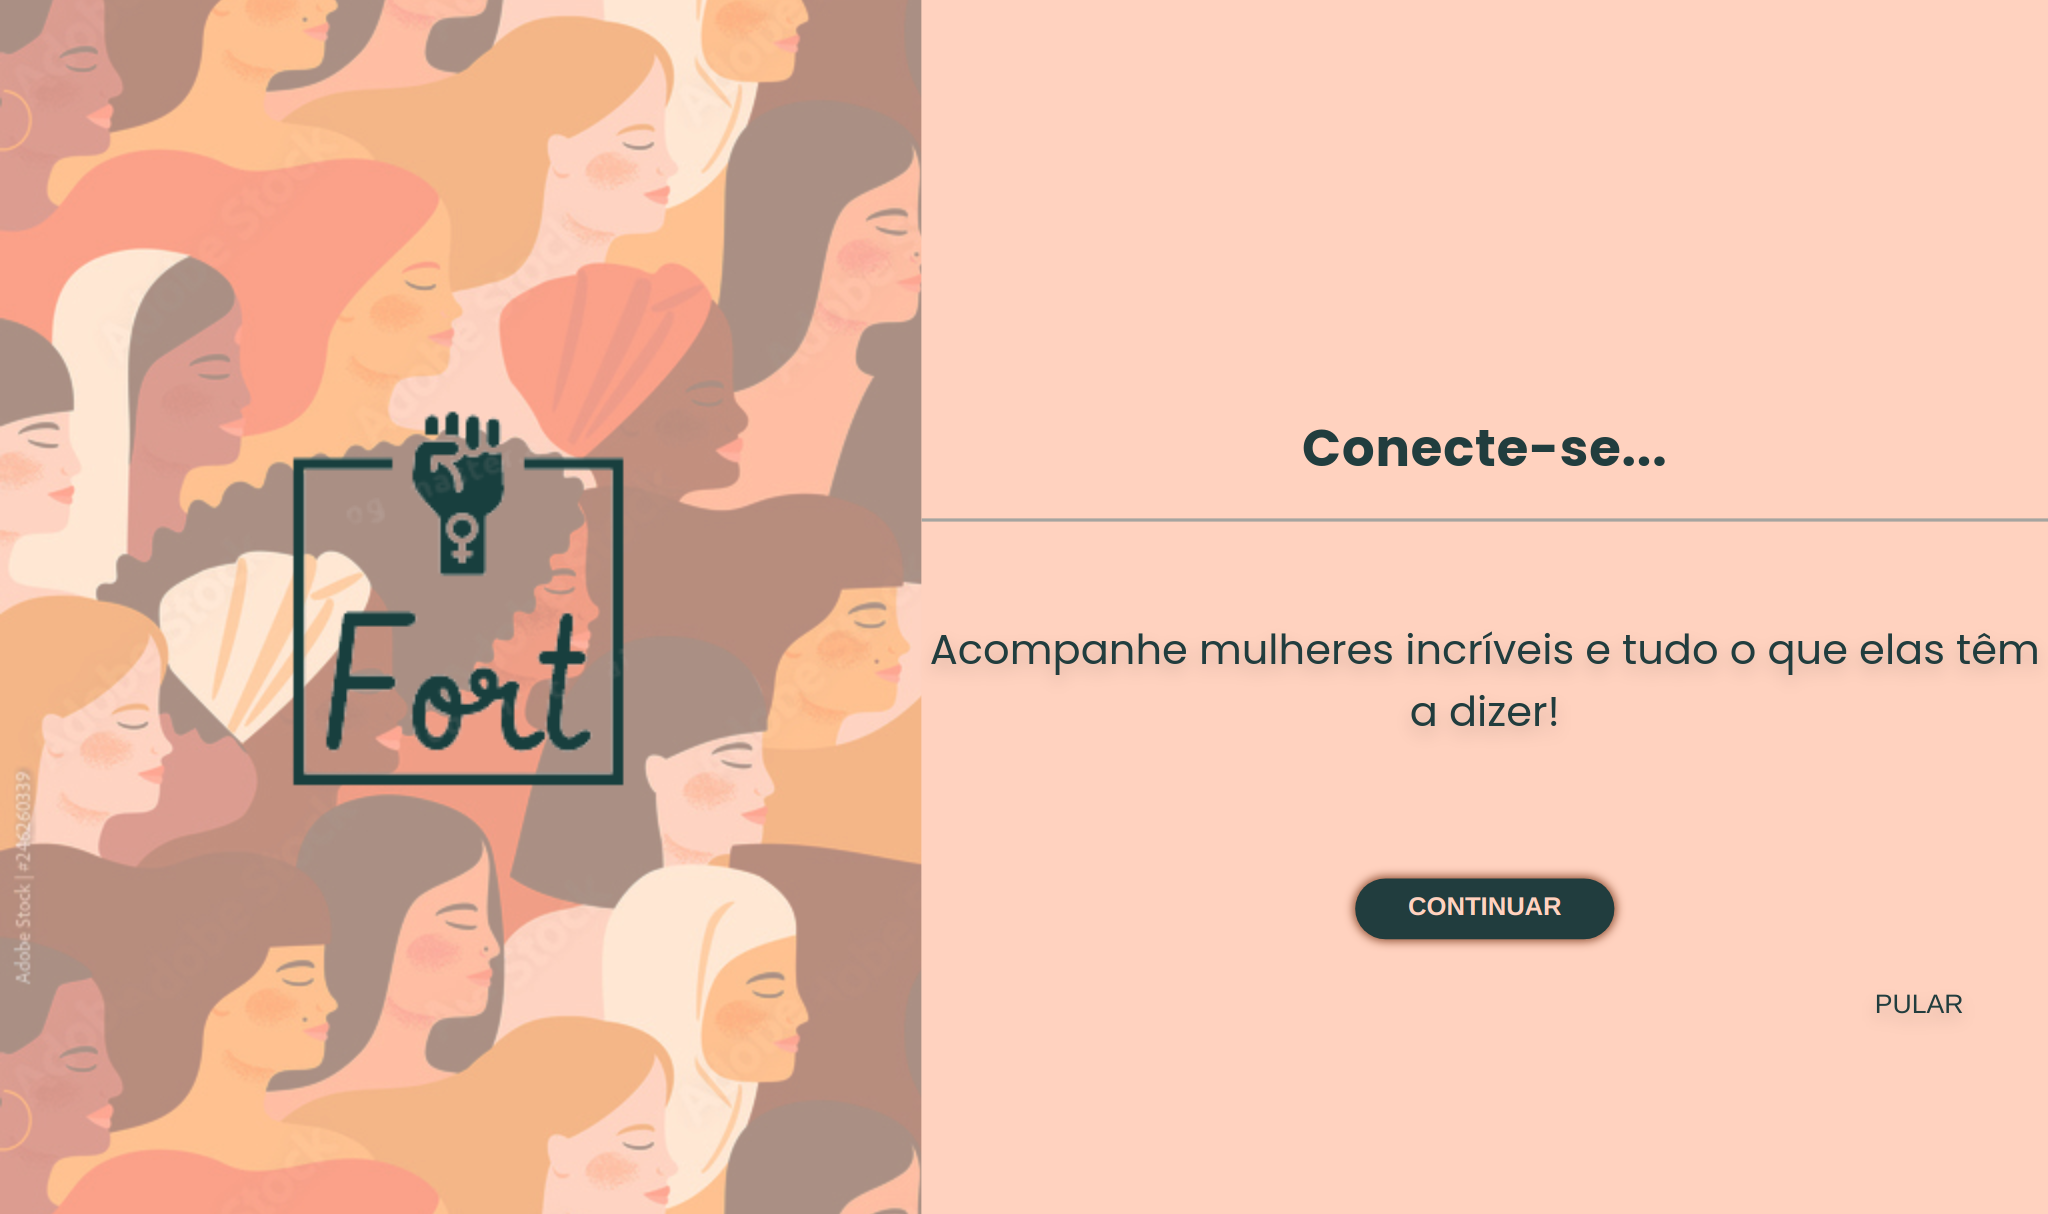 Fort
Adobe Stock | #246260339
Conecte-se...
Acompanhe mulheres incríveis e tudo o que elas têm
a dizer!
CONTINUAR
PULAR